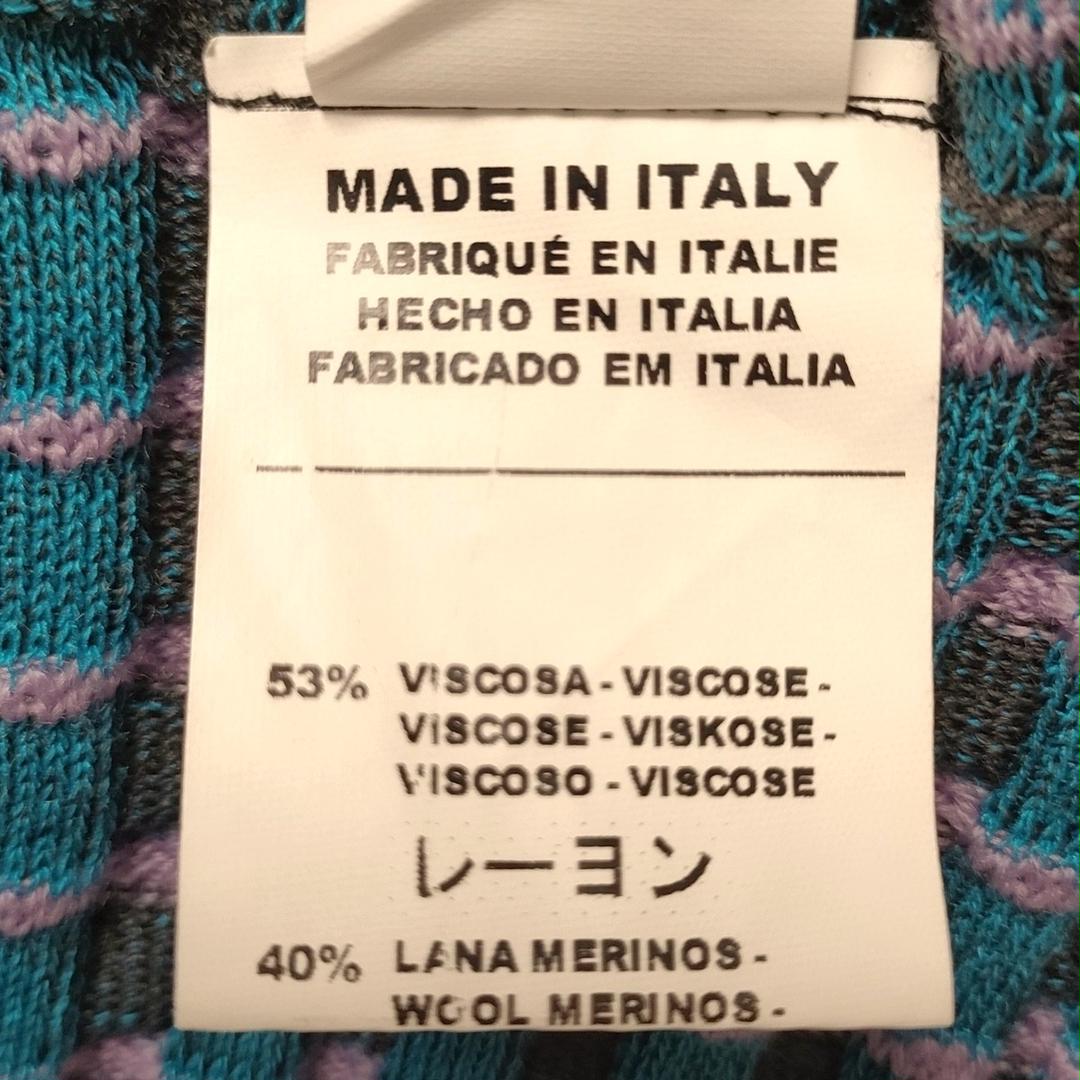 MADE IN ITALY
FABRIQUÉ EN ITALIE
HECHO EN ITALIA
FABRICADO EM ITALIA
53% VISCOSA - VISCOSE -
VISCOSE - VISKOSE -
VISCOSO - VISCOSE
レーヨン
40% LANA MERINOS -
WOOL MERINOS -